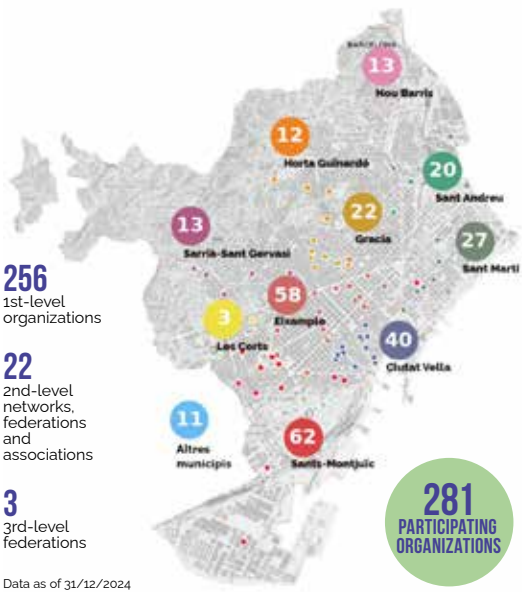 BARCELONA
13
Nou Barris
12
Horta Guinardó
20
Sant Andreu
22
Gracia
13
Sarrià-Sant Gervasi
27
Sant Martí
256
1st-level
organizations
58
Eixample
3
Les Corts
40
Ciutat Vella
22
2nd-level
networks,
federations
and
associations
11
Altres
municipis
62
Sants-Montjuïc
281
PARTICIPATING
ORGANIZATIONS
3
3rd-level
federations
Data as of 31/12/2024